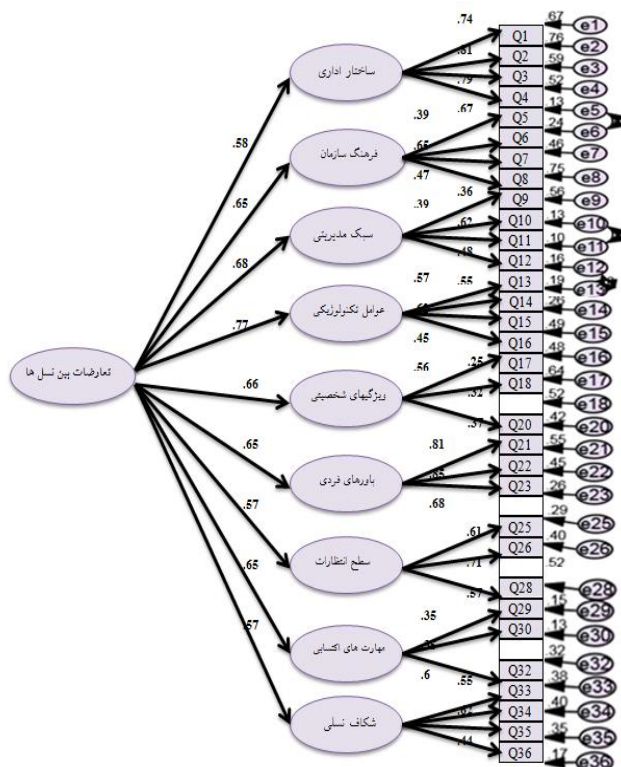 تعارضات بین نسل ها
.58
.65
.68
.77
.66
.65
.57
.65
.57
ساختار اداری
فرهنگ سازمان
سبک مدیریتی
عوامل تکنولوژیکی
ویژگیهای شخصیتی
باورهای فردی
سطح انتظارات
مهارت های اکتسابی
شکاف نسلی
.74
.81
.79
.67
.39
.65
.47
.36
.39
.62
.48
.57
.55
.45
.56
.25
.32
.37
.81
.68
.61
.71
.57
.35
.6
.55
.44
Q1
Q2
Q3
Q4
Q5
Q6
Q7
Q8
Q9
Q10
Q11
Q12
Q13
Q14
Q15
Q16
Q17
Q18
Q20
Q21
Q22
Q23
Q25
Q26
Q28
Q29
Q30
Q32
Q33
Q34
Q35
Q36
.67
.76
.59
.52
.13
.24
.46
.75
.56
.13
.10
.16
.19
.26
.49
.48
.64
.52
.42
.55
.45
.26
.29
.40
.52
.15
.13
.32
.38
.40
.35
.17
e1
e2
e3
e4
e5
e6
e7
e8
e9
e10
e11
e12
e13
e14
e15
e16
e17
e18
e20
e21
e22
e23
e25
e26
e28
e29
e30
e32
e33
e34
e35
e36